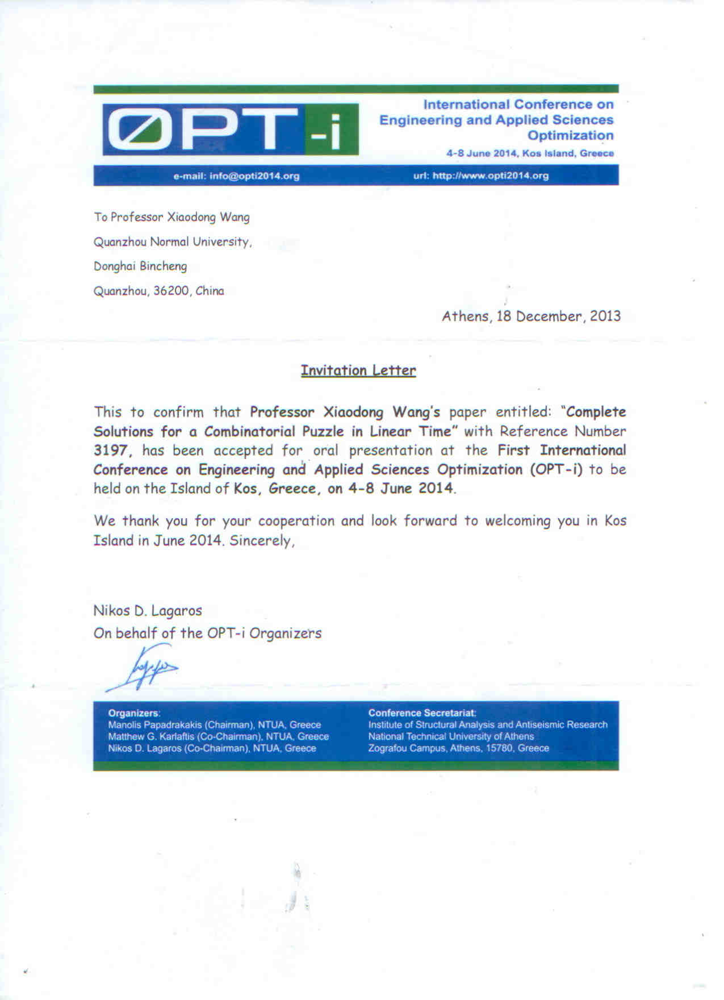 OPT-i
International Conference on
Engineering and Applied Sciences
Optimization
4-8 June 2014, Kos Island, Greece
e-mail: info@opti2014.org url: http://www.opti2014.org
To Professor Xiaodong Wang
Quanzhou Normal University,
Donghai Bincheng
Quanzhou, 36200, China
Athens, 18 December, 2013
Invitation Letter
This to confirm that Professor Xiaodong Wang's paper entitled: "Complete
Solutions for a Combinatorial Puzzle in Linear Time" with Reference Number
3197, has been accepted for oral presentation at the First International
Conference on Engineering and Applied Sciences Optimization (OPT-i) to be
held on the Island of Kos, Greece, on 4-8 June 2014.
We thank you for your cooperation and look forward to welcoming you in Kos
Island in June 2014. Sincerely,
Nikos D. Lagaros
On behalf of the OPT-i Organizers
Organizers:
Manolis Papadrakakis (Chairman), NTUA, Greece
Matthew G. Karlaftis (Co-Chairman), NTUA, Greece
Nikos D. Lagaros (Co-Chairman), NTUA, Greece
Conference Secretariat:
Institute of Structural Analysis and Antiseismic Research
National Technical University of Athens
Zografou Campus, Athens, 15780, Greece